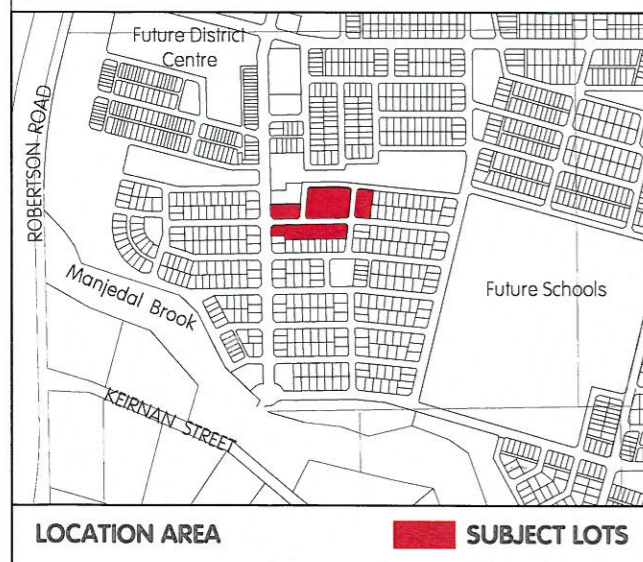 Future District
Centre
ROBERTSON ROAD
Manjedal Brook
Future Schools
KEIRNAN STREET
LOCATION AREA
SUBJECT LOTS